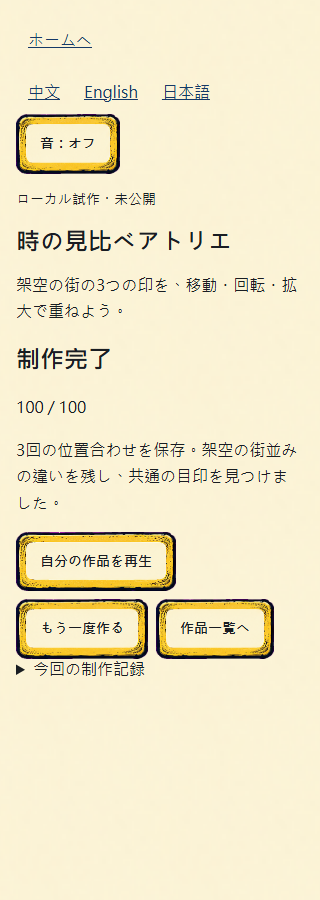 ホームへ
中文 English 日本語
音：オフ
ローカル試作・未公開
時の見比べアトリエ
架空の街の3つの印を、移動・回転・拡
大で重ねよう。
制作完了
100 / 100
3回の位置合わせを保存。架空の街並み
の違いを残し、共通の目印を見つけま
した。
自分の作品を再生
もう一度作る 作品一覧へ
▶ 今回の制作記録